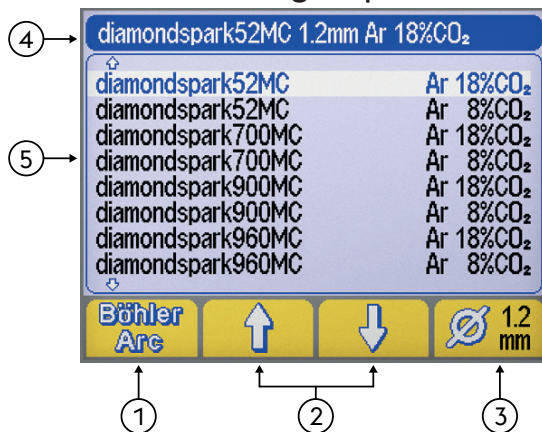 ④
diamondspark52MC 1.2mm Ar 18%CO₂
diamondspark52MC Ar 18%CO₂
diamondspark52MC Ar 8%CO₂
diamondspark700MC Ar 18%CO₂
⑤
diamondspark700MC Ar 8%CO₂
diamondspark900MC Ar 18%CO₂
diamondspark900MC Ar 8%CO₂
diamondspark960MC Ar 18%CO₂
diamondspark960MC Ar 8%CO₂
Böhler
Arc
1.2
mm
① ② ③